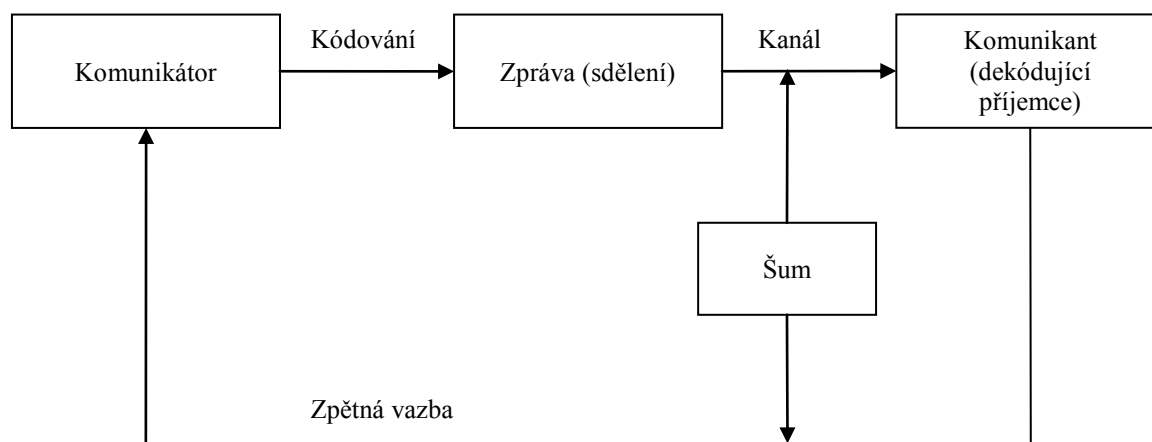 Komunikátor
Kódování
Zpráva (sdělení)
Kanál
Komunikant
(dekódující
příjemce)
Šum
Zpětná vazba